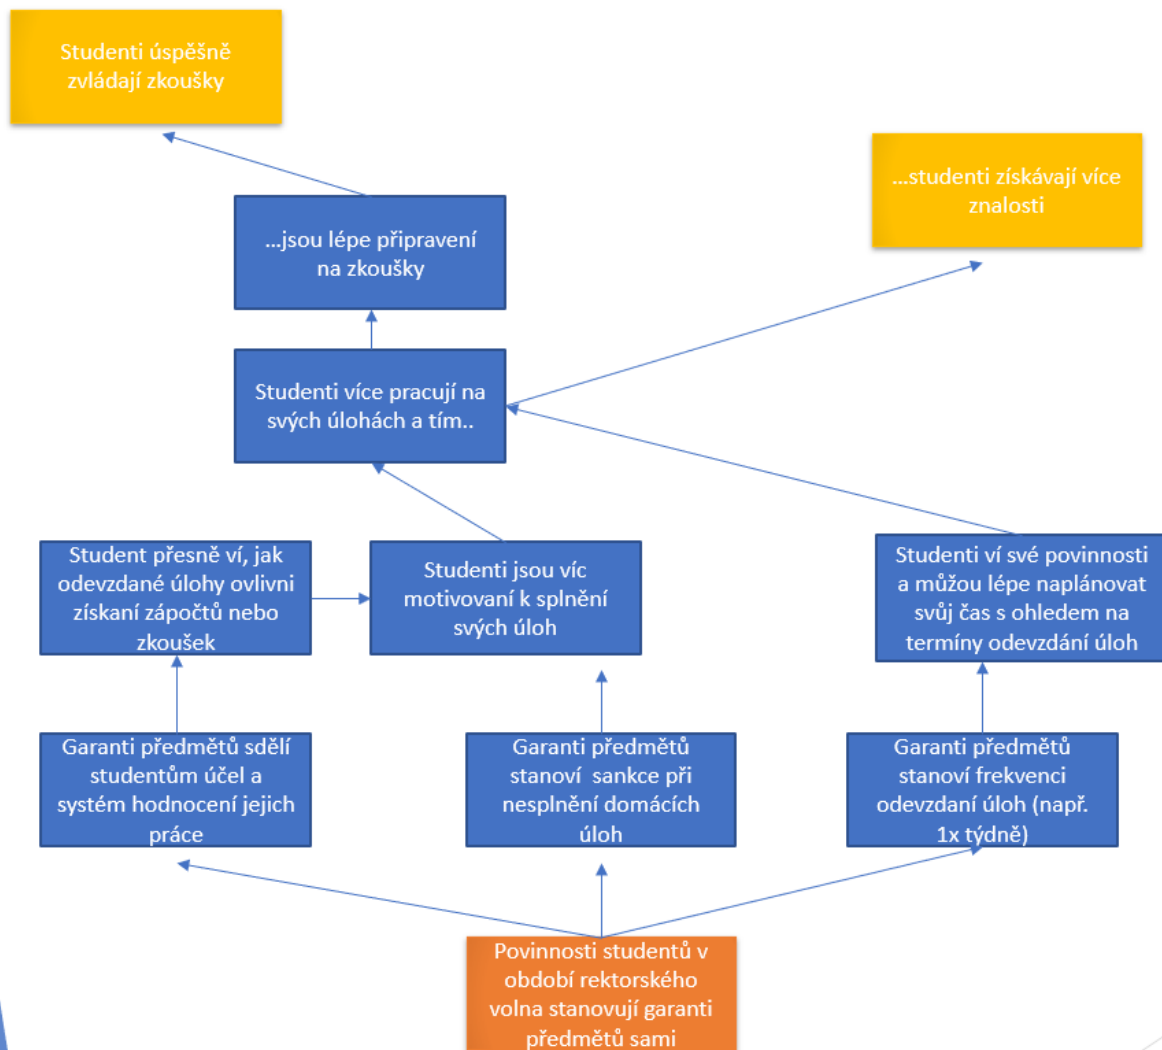 Studenti úspěšně
zvládají zkoušky
...studenti získávají více
znalosti
...jsou lépe připravení
na zkoušky
Studenti více pracují na
svých úlohách a tím..
Student přesně ví, jak
odevzdané úlohy ovlivni
získaní zápočtů nebo
zkoušek
Studenti jsou víc
motivovaní k splnění
svých úloh
Studenti ví své povinnosti
a můžou lépe naplánovat
svůj čas s ohledem na
termíny odevzdání úloh
Garanti předmětů sdělí
studentům účel a
systém hodnocení jejich
práce
Garanti předmětů
stanoví  sankce při
nesplnění domácích
úloh
Garanti předmětů
stanoví frekvenci
odevzdaní úloh (např.
1x týdně)
Povinnosti studentů v
období rektorského
volna stanovují garanti
předmětů sami